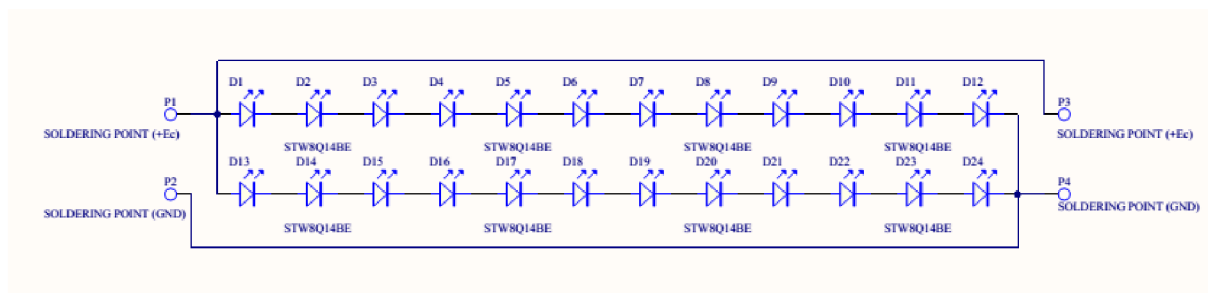 D1 D2 D3 D4 D5 D6 D7 D8 D9 D10 D11 D12
P1 P3
SOLDERING POINT (+Ec) SOLDERING POINT (+Ec)
STW8Q14BE STW8Q14BE STW8Q14BE STW8Q14BE
D13 D14 D15 D16 D17 D18 D19 D20 D21 D22 D23 D24
P2 P4
SOLDERING POINT (GND) SOLDERING POINT (GND)
STW8Q14BE STW8Q14BE STW8Q14BE STW8Q14BE